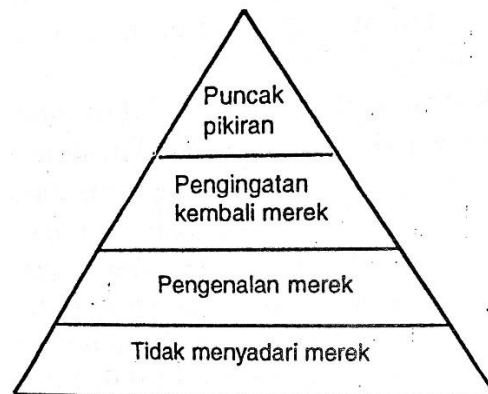 Puncak
pikiran
Pengingatan
kembali merek
Pengenalan merek
Tidak menyadari merek